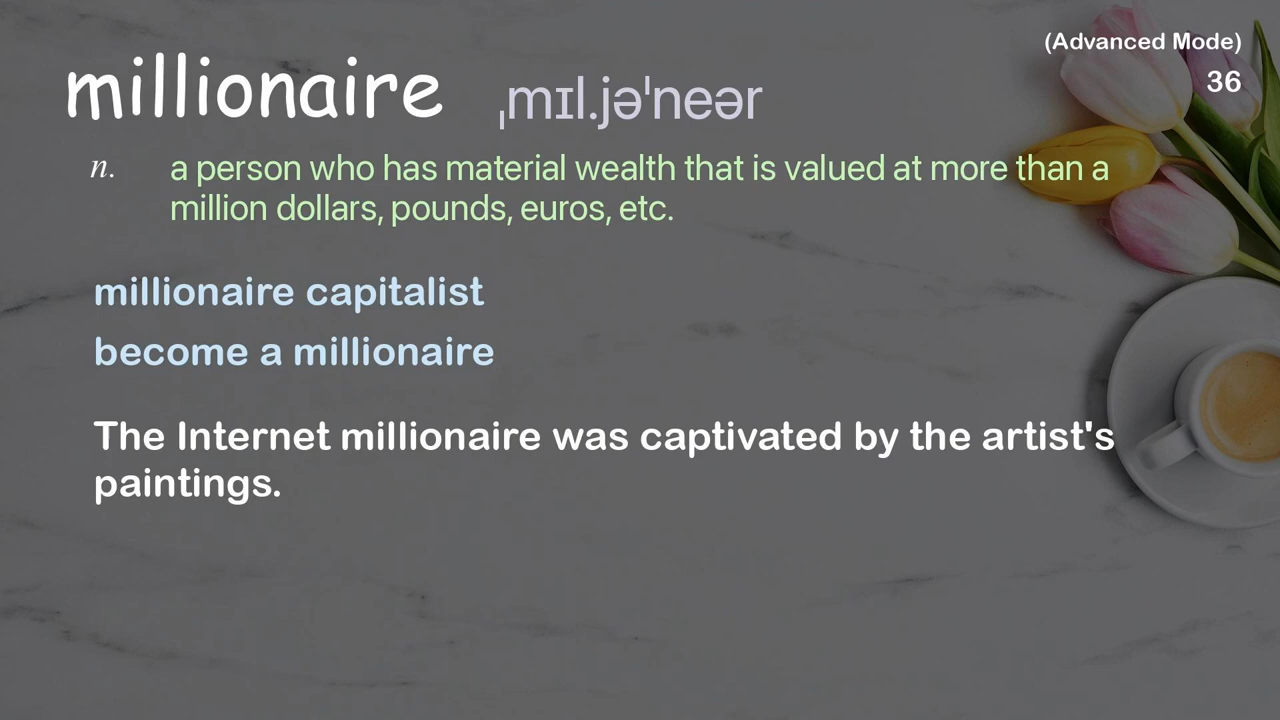 (Advanced Mode)
36
millionaire ˌmɪl.jəˈneər
n. a person who has material wealth that is valued at more than a
million dollars, pounds, euros, etc.
millionaire capitalist
become a millionaire
The Internet millionaire was captivated by the artist's
paintings.